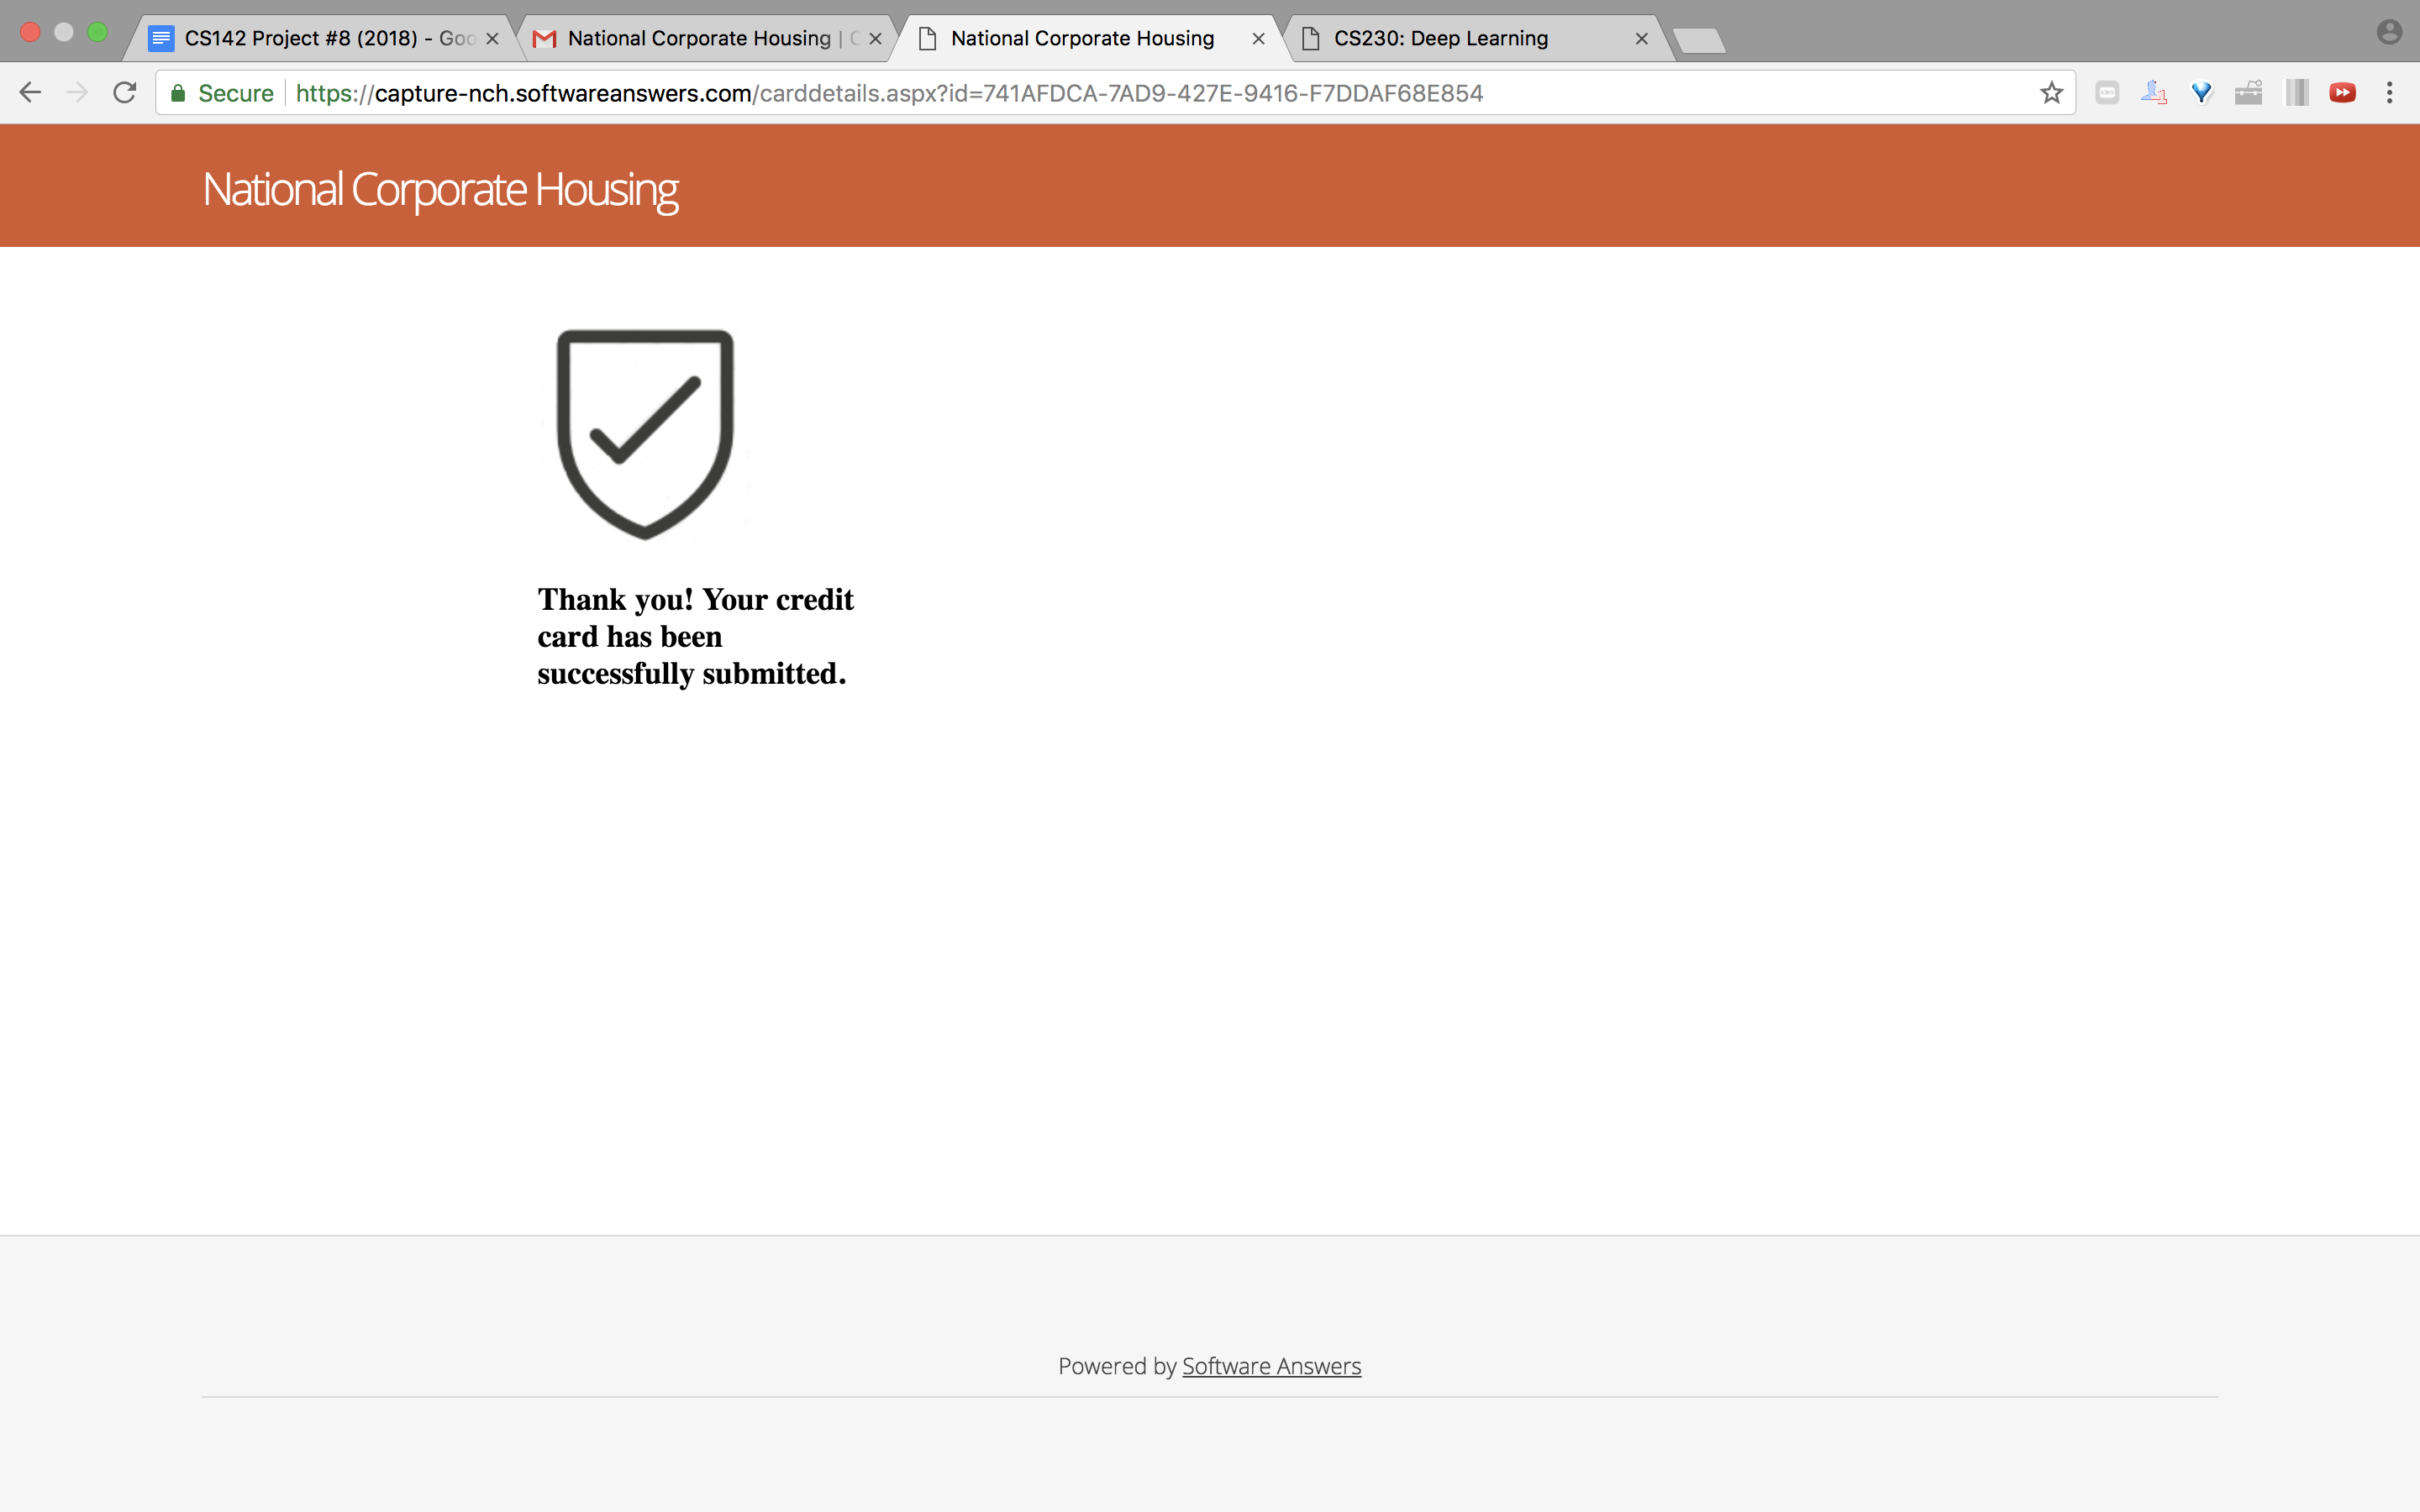 CS142 Project #8 (2018) - Goo
National Corporate Housing |
National Corporate Housing
CS230: Deep Learning
Secure https://capture-nch.softwareanswers.com/carddetails.aspx?id=741AFDCA-7AD9-427E-9416-F7DDAF68E854
National Corporate Housing
Thank you! Your credit
card has been
successfully submitted.
Powered by Software Answers